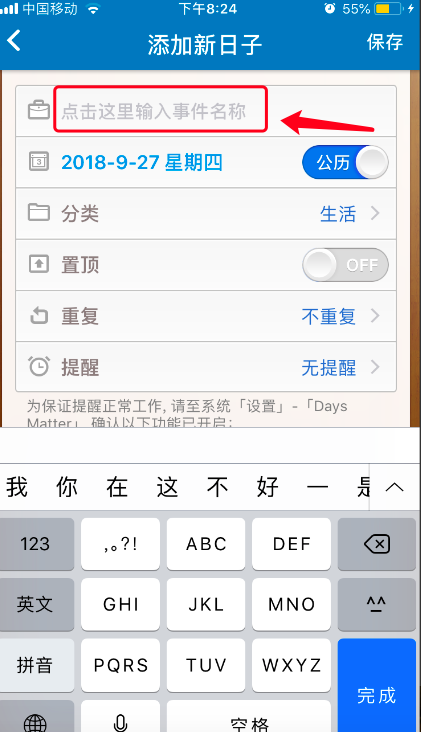 中国移动 下午8:24 55%
添加新日子 保存
点击这里输入事件名称
2018-9-27 星期四 公历
3
分类 生活
置顶 OFF
重复 不重复
提醒 无提醒
为保证提醒正常工作, 请至系统「设置」-「Days
Matter」 确认以下功能已开启:
我 你 在 这 不 好 一 是
123 ,。?! ABC DEF
英文 GHI JKL MNO ^^
拼音 PQRS TUV WXYZ 完成
空格